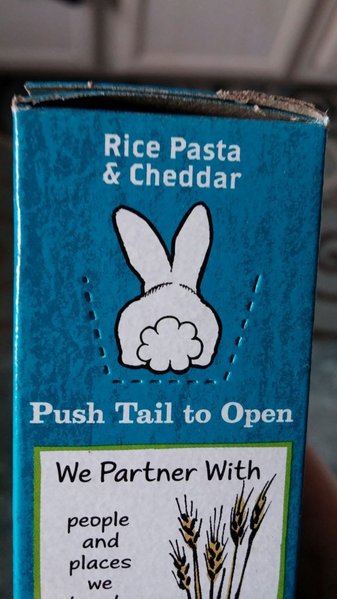 Rice Pasta
& Cheddar
Push Tail to Open
We Partner With
people
and
places
we